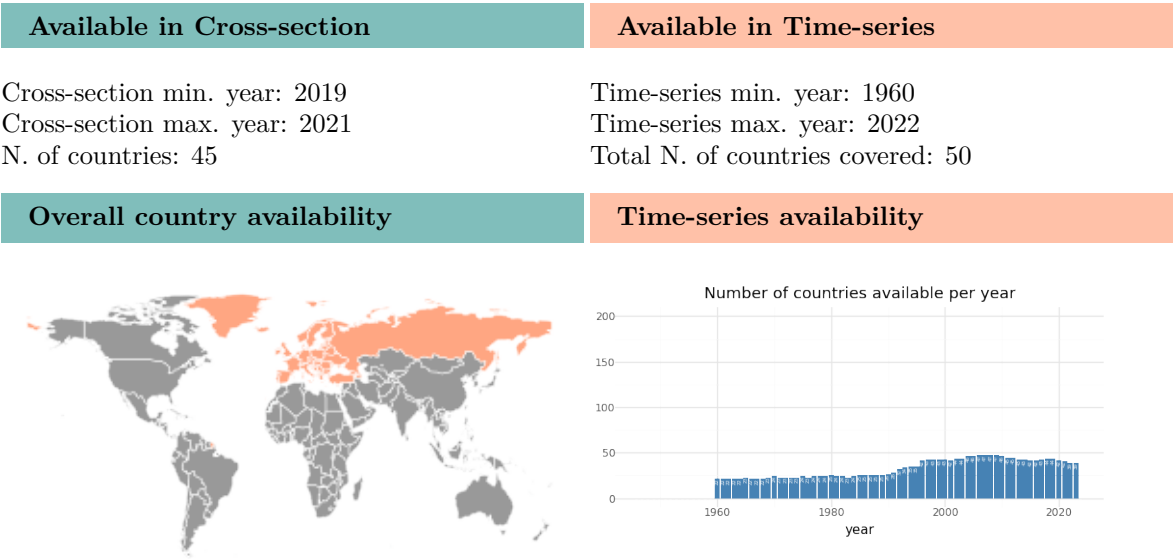 Available in Cross-section
Available in Time-series
Cross-section min. year: 2019
Cross-section max. year: 2021
N. of countries: 45
Time-series min. year: 1960
Time-series max. year: 2022
Total N. of countries covered: 50
Overall country availability
Time-series availability
Number of countries available per year
200
150
100
50
0
1960
1980
2000
2020
year